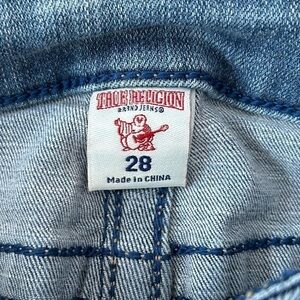 TRUE RELIGION
BRAND JEANS®
28
Made in CHINA